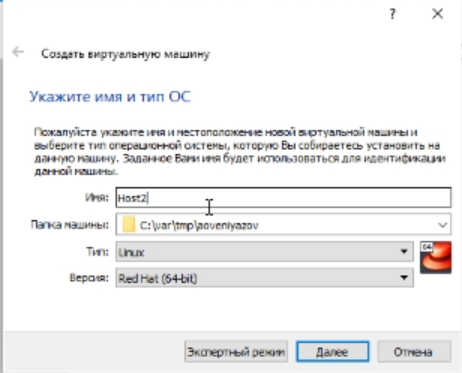 ?
Создать виртуальную машину
Укажите имя и тип ОС
Пожалуйста укажите имя и местоположение новой виртуальной машины и
выберите тип операционной системы, которую Вы собираетесь установить на
данную машину. Заданное Вами имя будет использоваться для идентификации
данной машины.
Имя: Host2
Папка машины: C:\var\tmp\aoveniyazov
Тип: Linux
64
Версия: Red Hat (64-bit)
Экспертный режим Далее Отмена